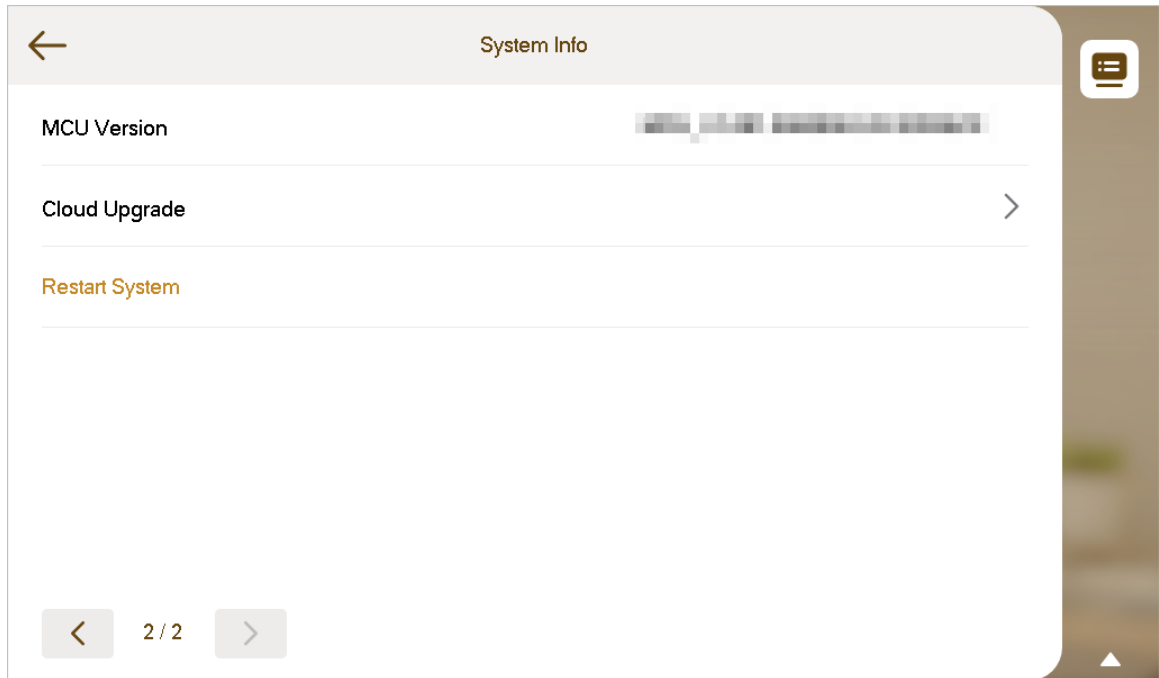 System Info
MCU Version
Cloud Upgrade
Restart System
2 / 2